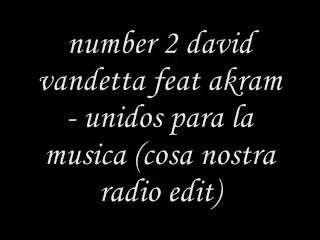 number 2 david
vandetta feat akram
- unidos para la
musica (cosa nostra
radio edit)